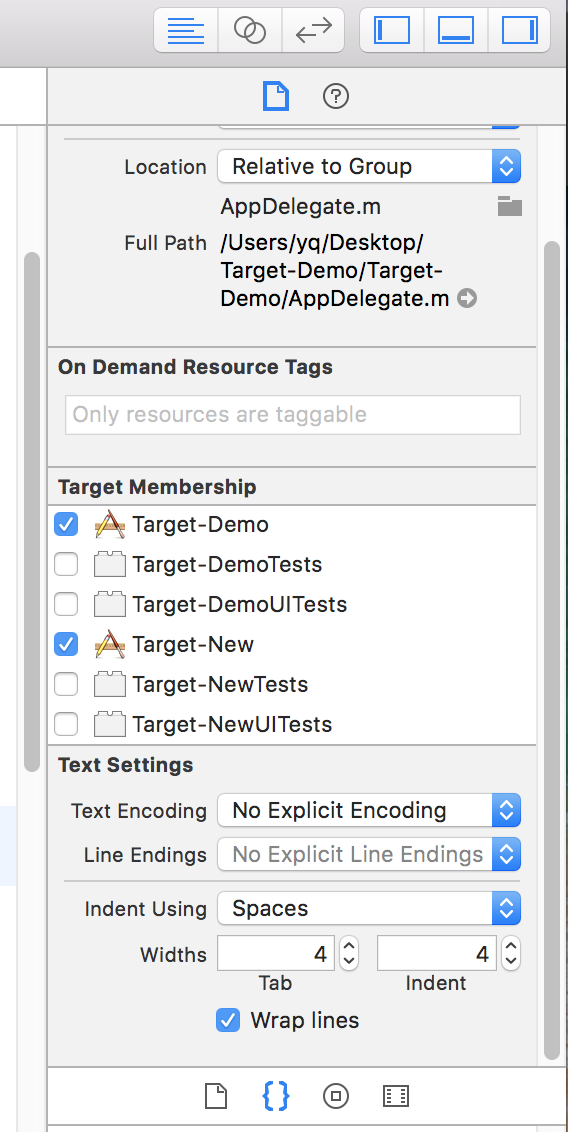 Location Relative to Group
AppDelegate.m
Full Path /Users/yq/Desktop/
Target-Demo/Target-
Demo/AppDelegate.m
On Demand Resource Tags
Only resources are taggable
Target Membership
Target-Demo
Target-DemoTests
Target-DemoUITests
Target-New
Target-NewTests
Target-NewUITests
Text Settings
Text Encoding No Explicit Encoding
Line Endings No Explicit Line Endings
Indent Using Spaces
Widths 4 4
Tab Indent
Wrap lines